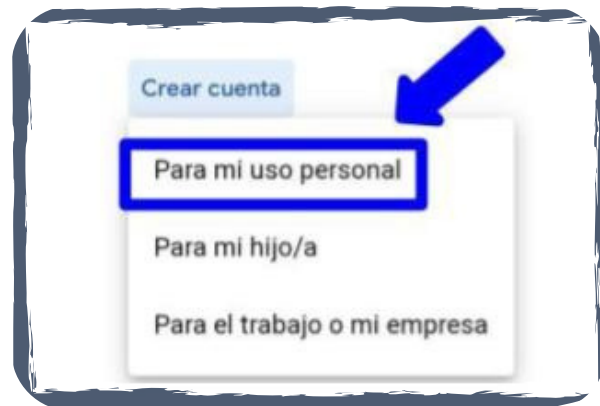 Crear cuenta
Para mi uso personal
Para mi hijo/a
Para el trabajo o mi empresa